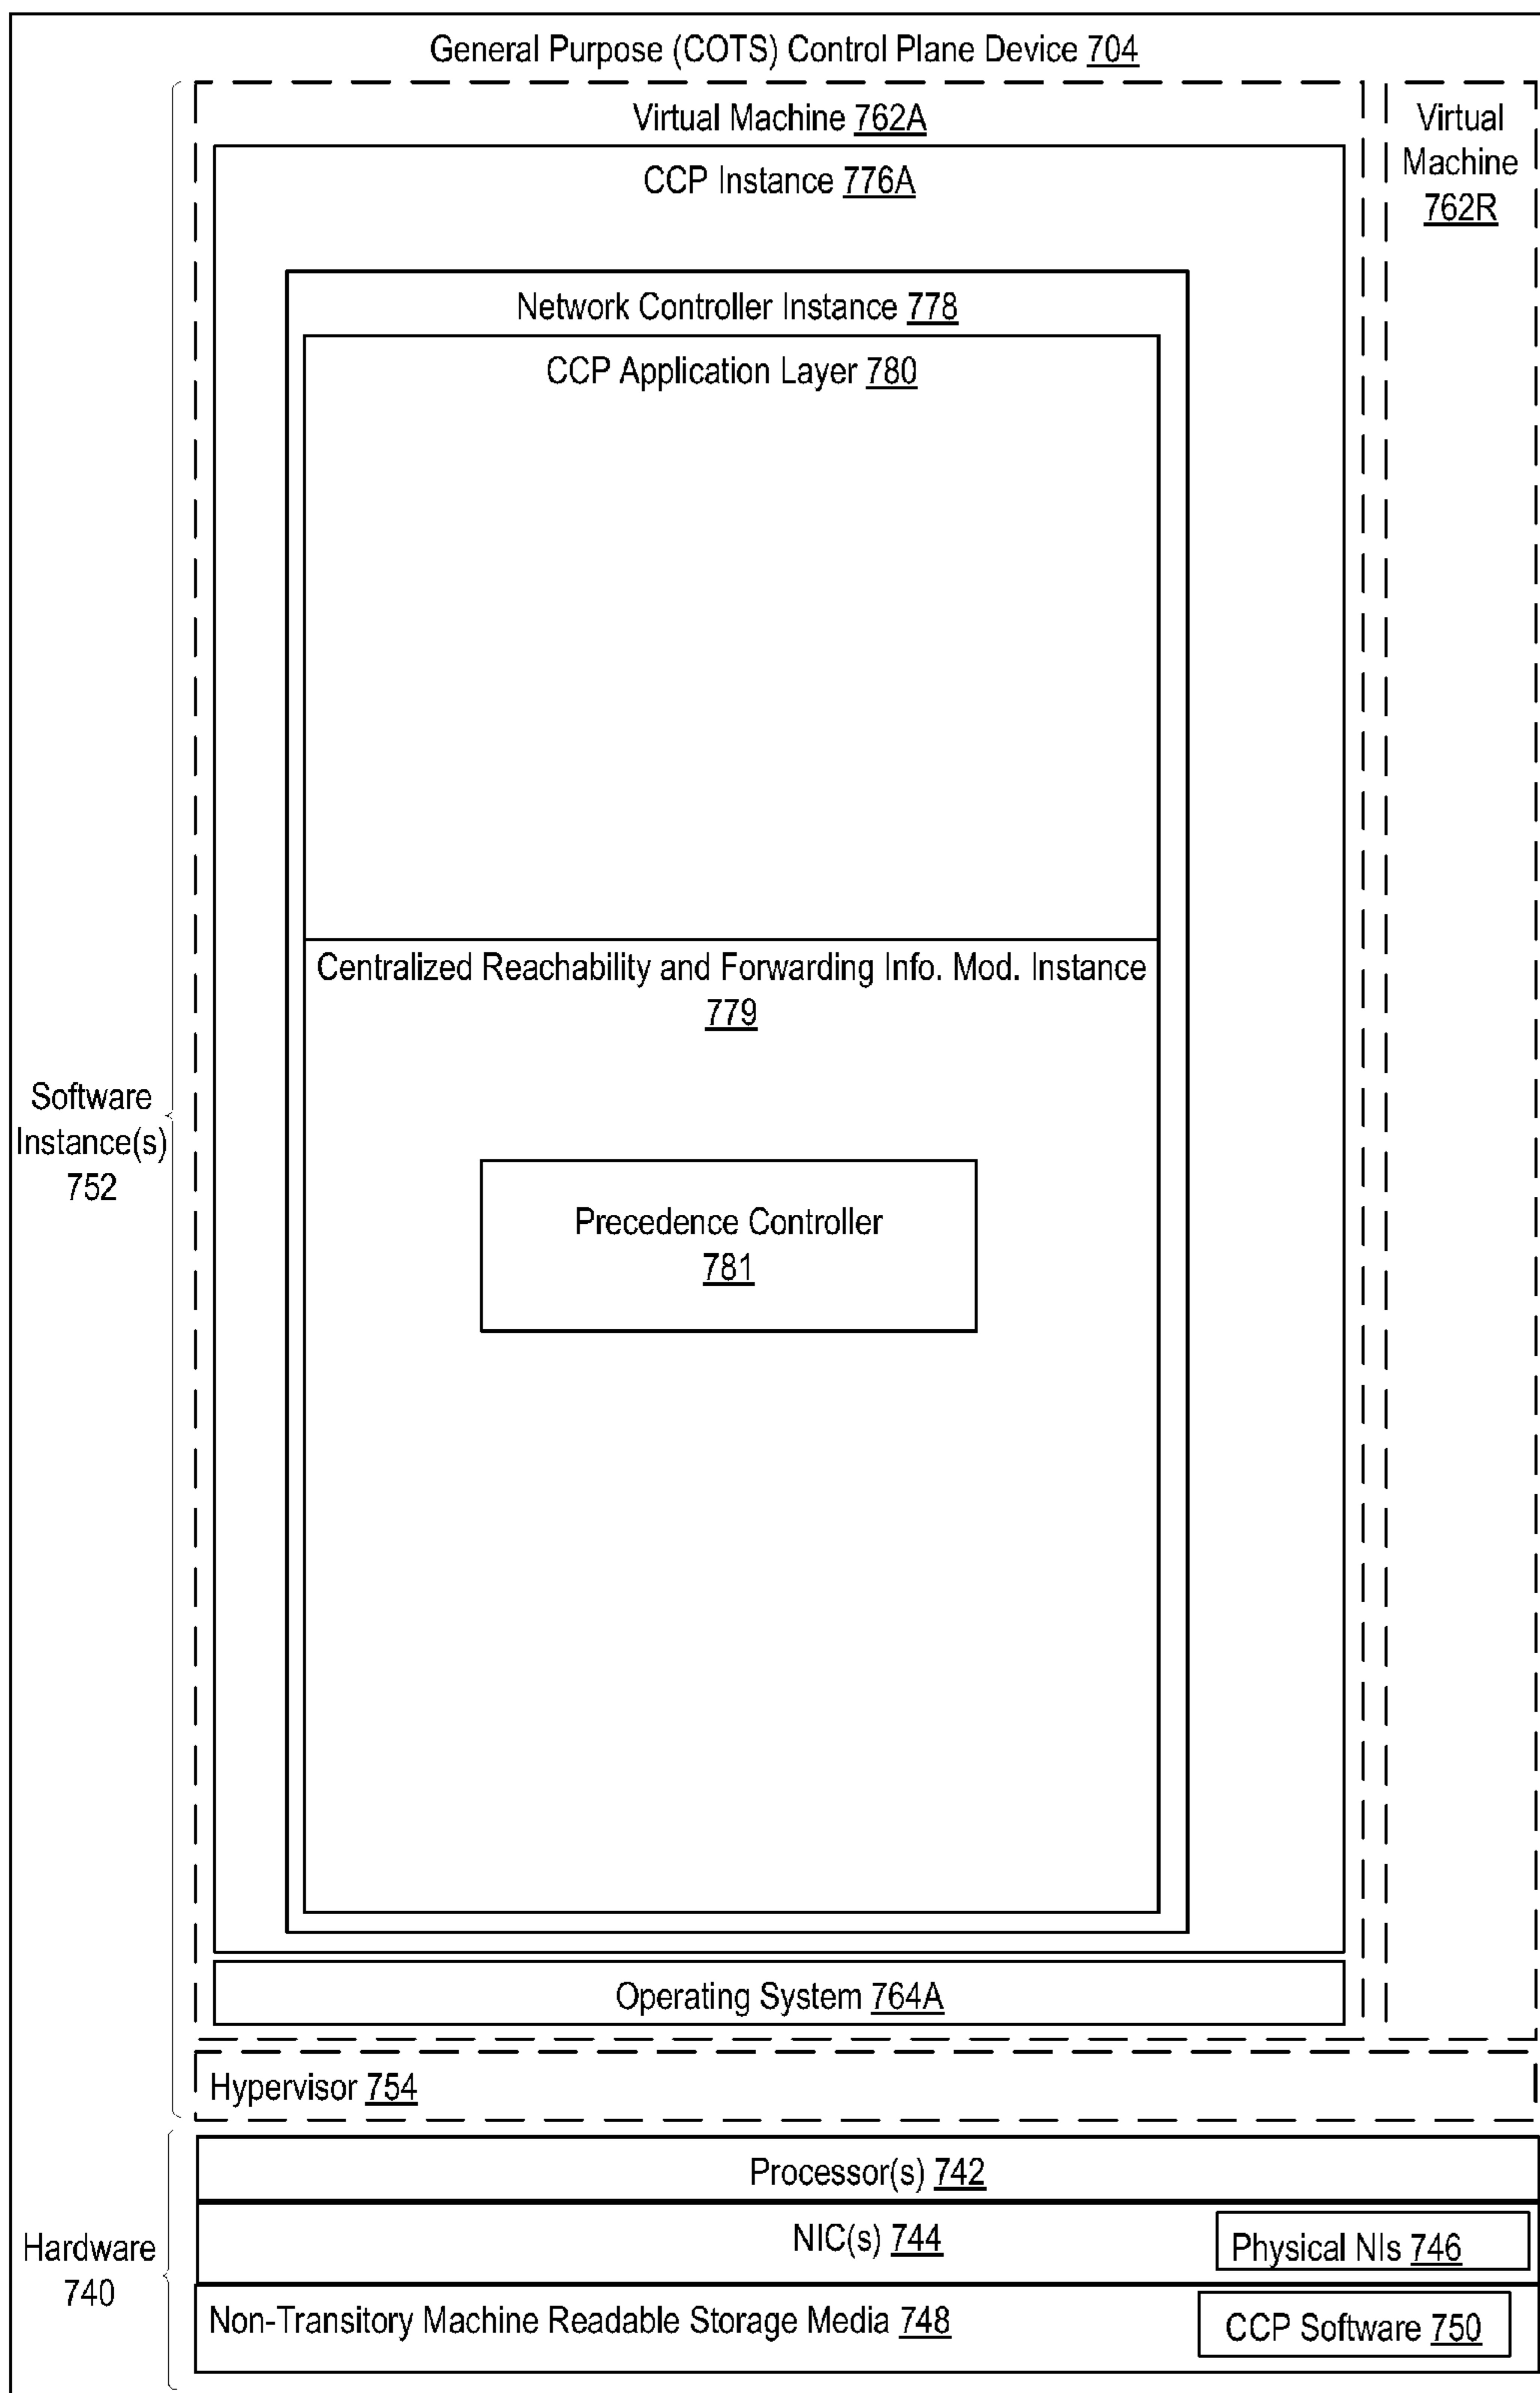 General Purpose (COTS) Control Plane Device 704
Virtual Machine 762A
Virtual
Machine
762R
CCP Instance 776A
Network Controller Instance 778
CCP Application Layer 780
Centralized Reachability and Forwarding Info. Mod. Instance
779
Software
Instance(s)
752
Precedence Controller
781
Operating System 764A
Hypervisor 754
Hardware
740
Processor(s) 742
NIC(s) 744
Physical NIs 746
Non-Transitory Machine Readable Storage Media 748
CCP Software 750